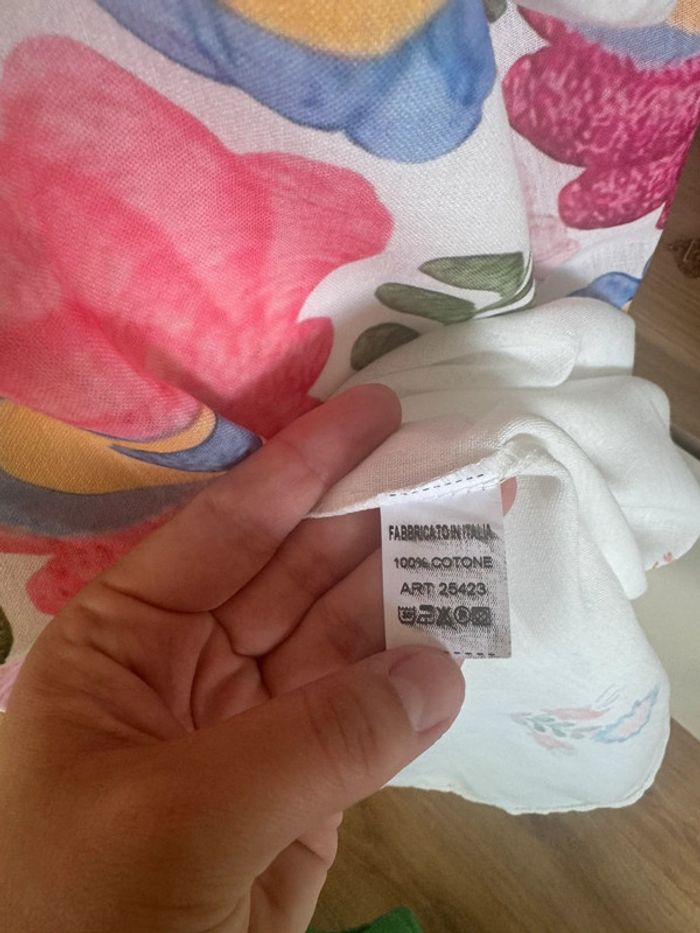 FABBRICATO IN ITALIA
100% COTONE
ART 25423